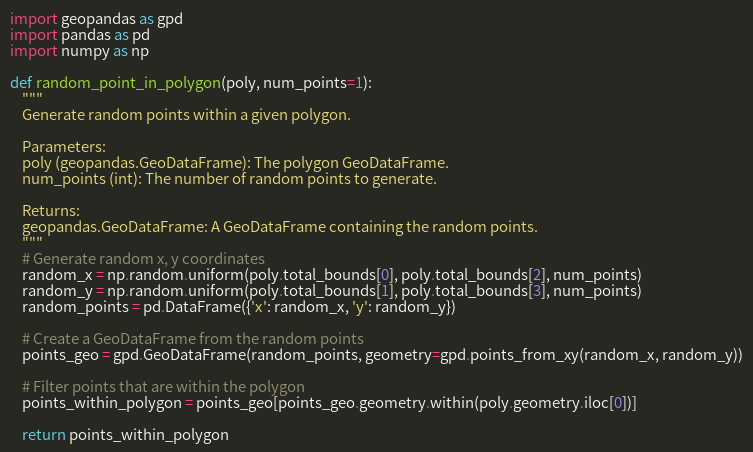 import geopandas as gpd
import pandas as pd
import numpy as np
def random_point_in_polygon(poly, num_points=1):
"""
Generate random points within a given polygon.
Parameters:
poly (geopandas.GeoDataFrame): The polygon GeoDataFrame.
num_points (int): The number of random points to generate.
Returns:
geopandas.GeoDataFrame: A GeoDataFrame containing the random points.
"""
# Generate random x, y coordinates
random_x = np.random.uniform(poly.total_bounds[0], poly.total_bounds[2], num_points)
random_y = np.random.uniform(poly.total_bounds[1], poly.total_bounds[3], num_points)
random_points = pd.DataFrame({'x': random_x, 'y': random_y})
# Create a GeoDataFrame from the random points
points_geo = gpd.GeoDataFrame(random_points, geometry=gpd.points_from_xy(random_x, random_y))
# Filter points that are within the polygon
points_within_polygon = points_geo[points_geo.geometry.within(poly.geometry.iloc[0])]
return points_within_polygon